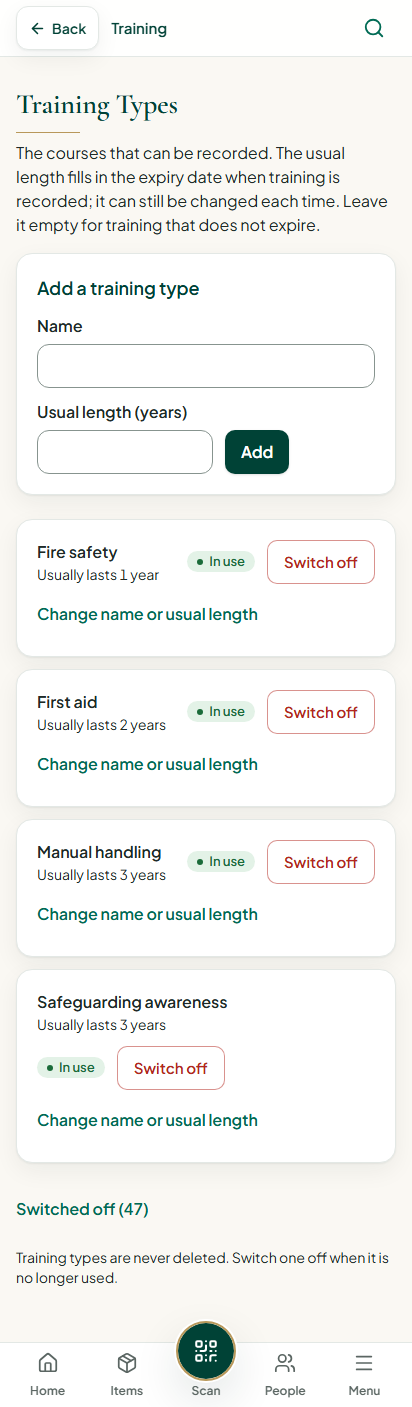 Back
Training
Training Types
The courses that can be recorded. The usual
length fills in the expiry date when training is
recorded; it can still be changed each time. Leave
it empty for training that does not expire.
Add a training type
Name
Usual length (years)
Add
Fire safety
Usually lasts 1 year
In use
Switch off
Change name or usual length
First aid
Usually lasts 2 years
In use
Switch off
Change name or usual length
Manual handling
Usually lasts 3 years
In use
Switch off
Change name or usual length
Safeguarding awareness
Usually lasts 3 years
In use
Switch off
Change name or usual length
Switched off (47)
Training types are never deleted. Switch one off when it is
no longer used.
Home
Items
Scan
People
Menu